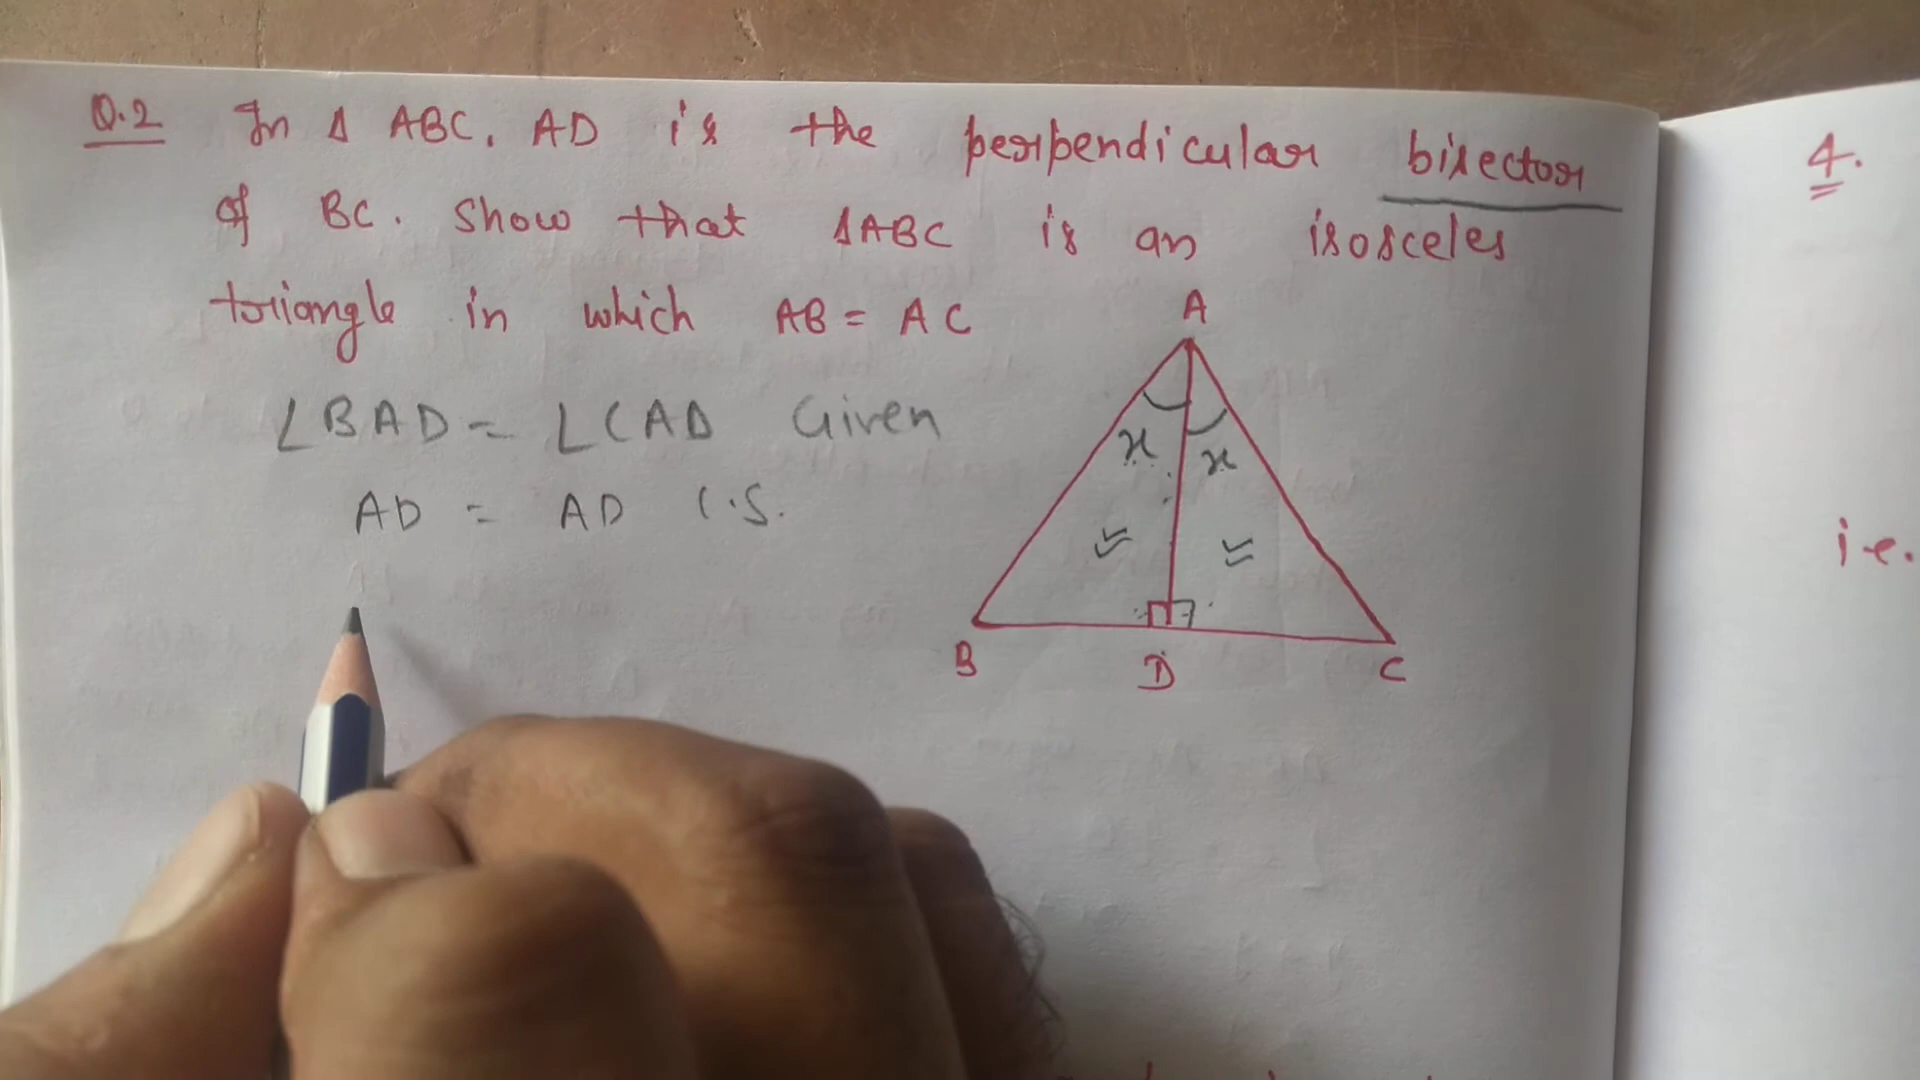 Q.2 In Δ ABC, AD is the perpendicular bisector
of BC. Show that ΔABC is an isosceles
triangle in which AB = AC
∠BAD = ∠CAD Given
AD = AD C.S.
A
x x
B D C
4.
i.e.